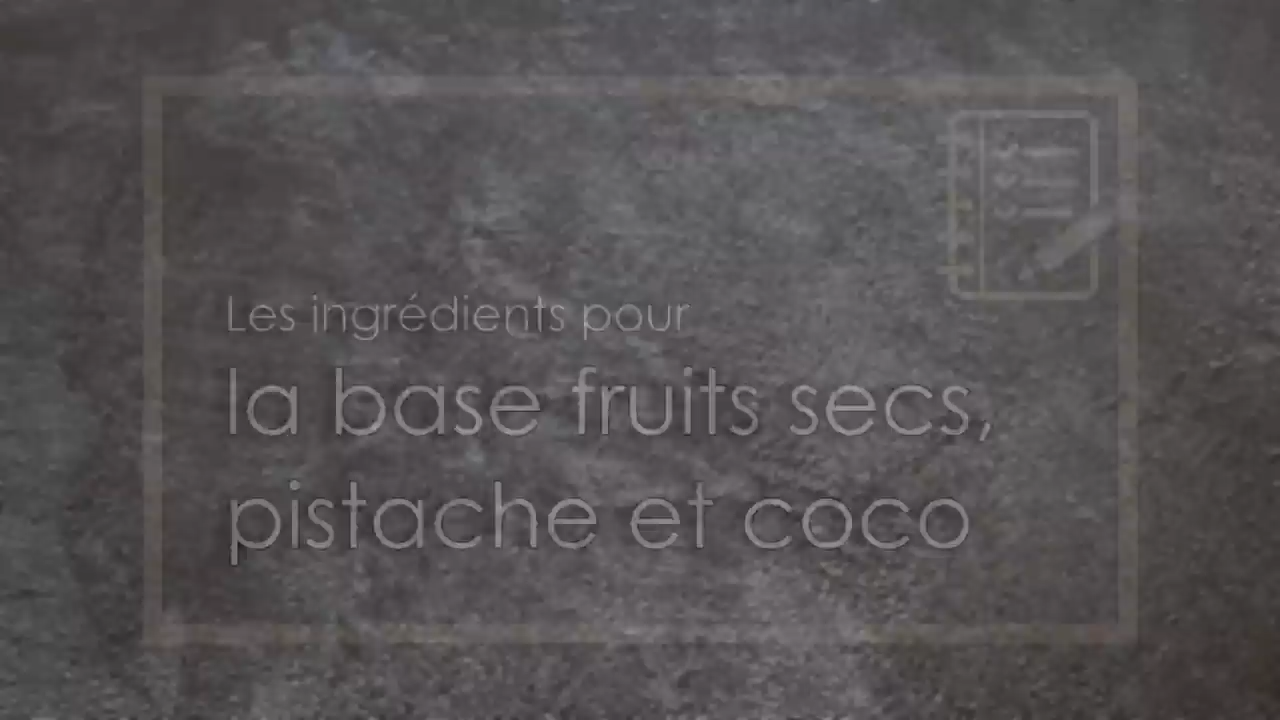 Les ingrédients pour
la base fruits secs,
pistache et coco